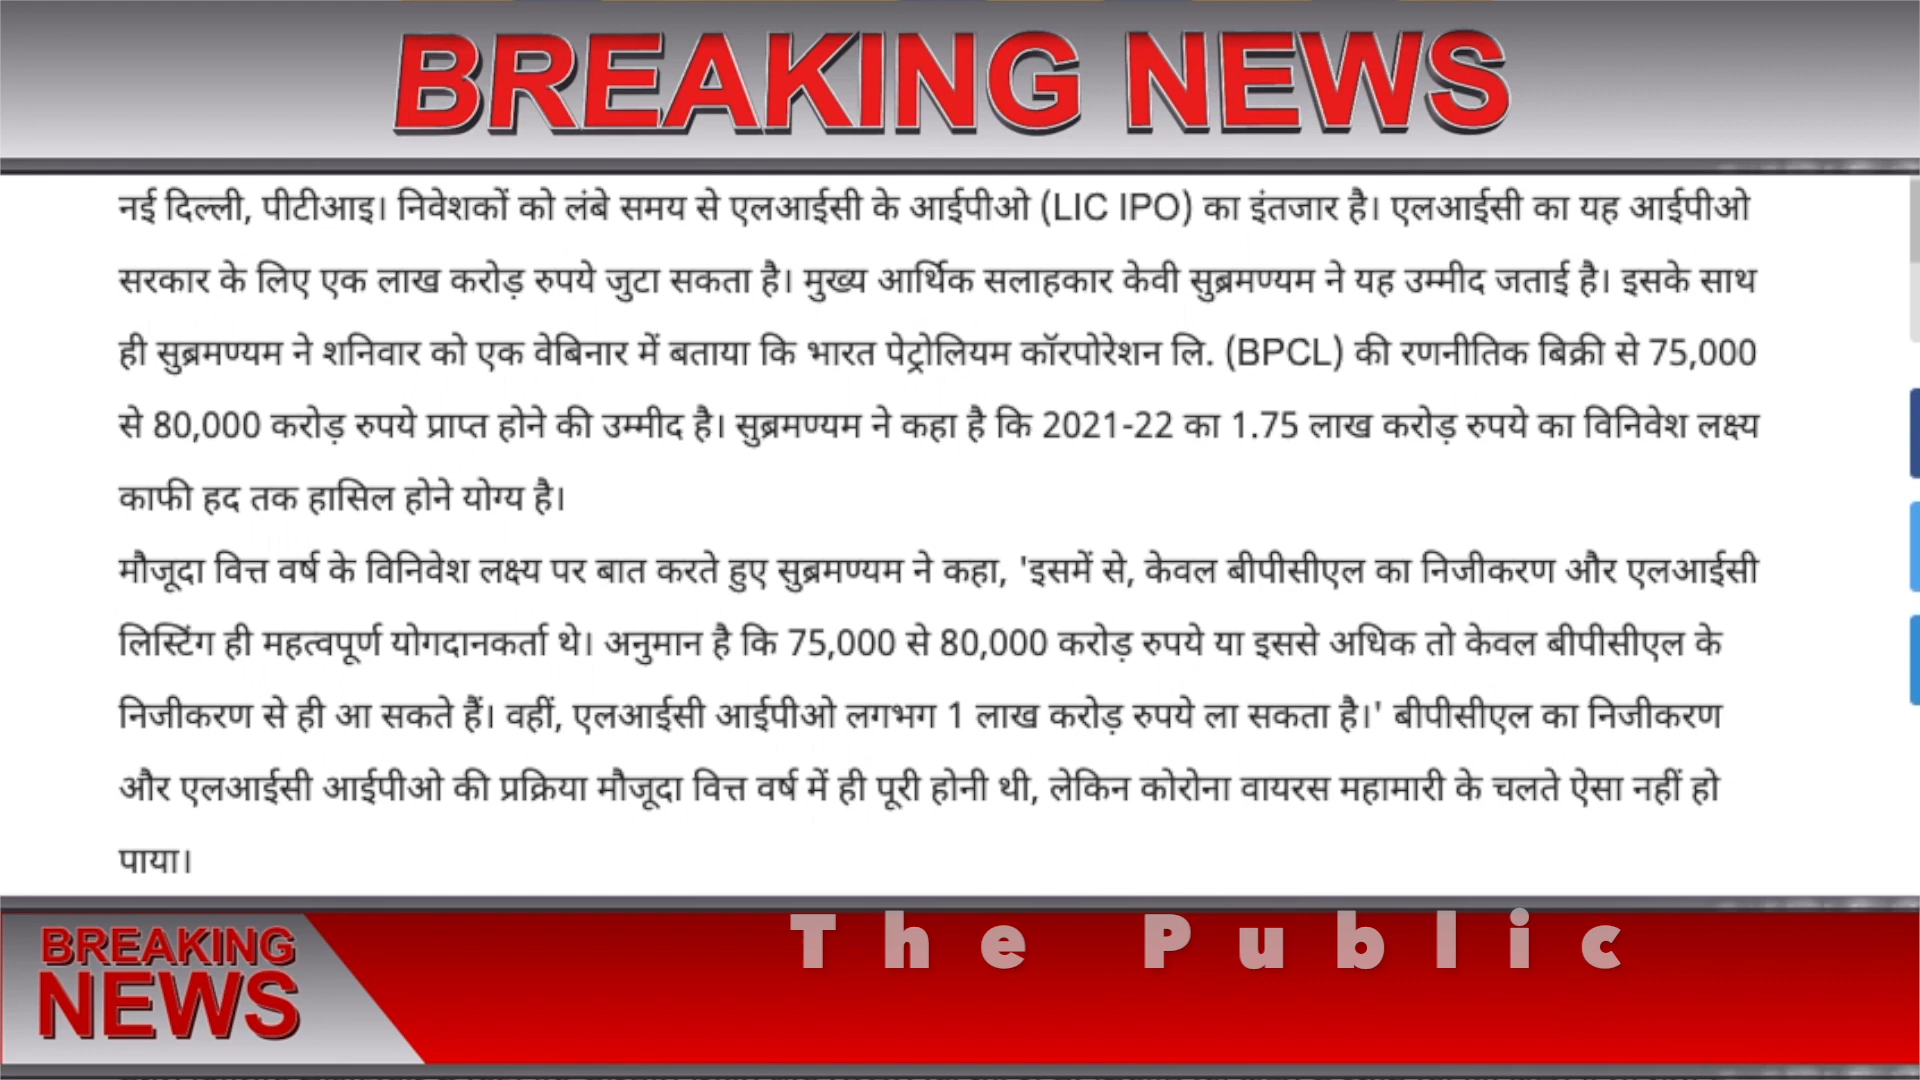 BREAKING NEWS
नई दिल्ली, पीटीआइ। निवेशकों को लंबे समय से एलआईसी के आईपीओ (LIC IPO) का इंतजार है। एलआईसी का यह आईपीओ
सरकार के लिए एक लाख करोड़ रुपये जुटा सकता है। मुख्य आर्थिक सलाहकार केवी सुब्रमण्यम ने यह उम्मीद जताई है। इसके साथ
ही सुब्रमण्यम ने शनिवार को एक वेबिनार में बताया कि भारत पेट्रोलियम कॉरपोरेशन लि. (BPCL) की रणनीतिक बिक्री से 75,000
से 80,000 करोड़ रुपये प्राप्त होने की उम्मीद है। सुब्रमण्यम ने कहा है कि 2021-22 का 1.75 लाख करोड़ रुपये का विनिवेश लक्ष्य
काफी हद तक हासिल होने योग्य है।
मौजूदा वित्त वर्ष के विनिवेश लक्ष्य पर बात करते हुए सुब्रमण्यम ने कहा, 'इसमें से, केवल बीपीसीएल का निजीकरण और एलआईसी
लिस्टिंग ही महत्वपूर्ण योगदानकर्ता थे। अनुमान है कि 75,000 से 80,000 करोड़ रुपये या इससे अधिक तो केवल बीपीसीएल के
निजीकरण से ही आ सकते हैं। वहीं, एलआईसी आईपीओ लगभग 1 लाख करोड़ रुपये ला सकता है।' बीपीसीएल का निजीकरण
और एलआईसी आईपीओ की प्रक्रिया मौजूदा वित्त वर्ष में ही पूरी होनी थी, लेकिन कोरोना वायरस महामारी के चलते ऐसा नहीं हो
पाया।
The Public
BREAKING
NEWS